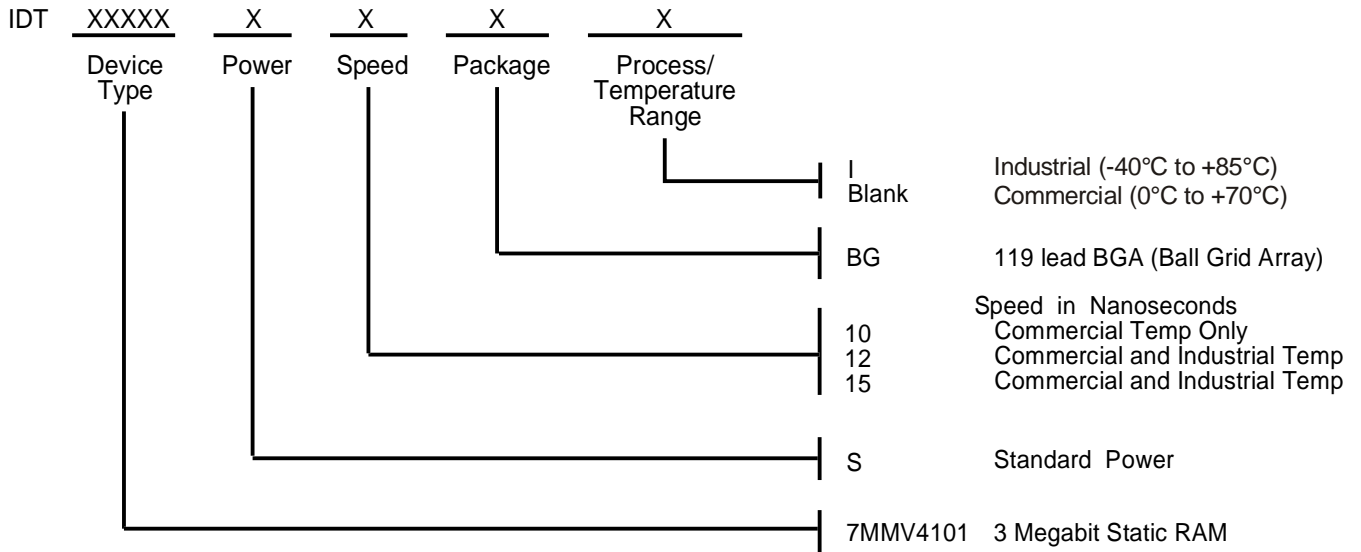 IDT XXXXX X X X X
Device Type Power Speed Package Process/ Temperature Range
I Industrial (-40°C to +85°C)
Blank Commercial (0°C to +70°C)
BG 119 lead BGA (Ball Grid Array)
Speed in Nanoseconds
10 Commercial Temp Only
12 Commercial and Industrial Temp
15 Commercial and Industrial Temp
S Standard Power
7MMV4101 3 Megabit Static RAM